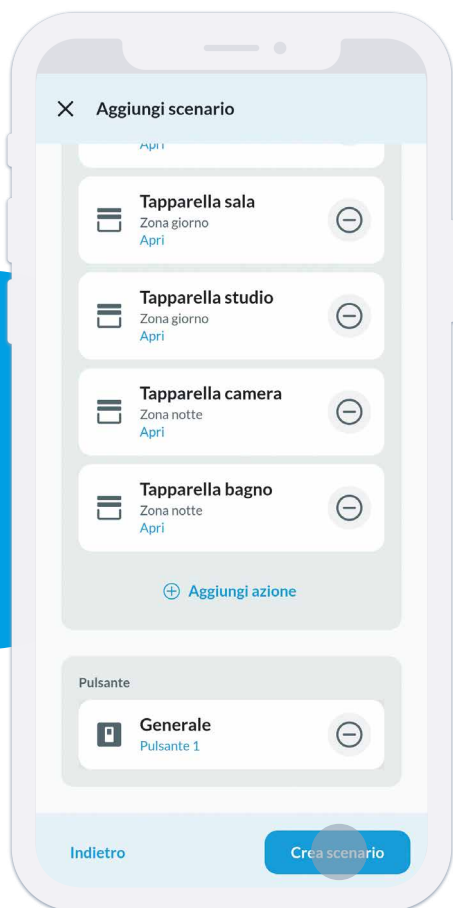 Aggiungi scenario
Apri
Tapparella sala
Zona giorno
Apri
Tapparella studio
Zona giorno
Apri
Tapparella camera
Zona notte
Apri
Tapparella bagno
Zona notte
Apri
Aggiungi azione
Pulsante
Generale
Pulsante 1
Indietro
Crea scenario